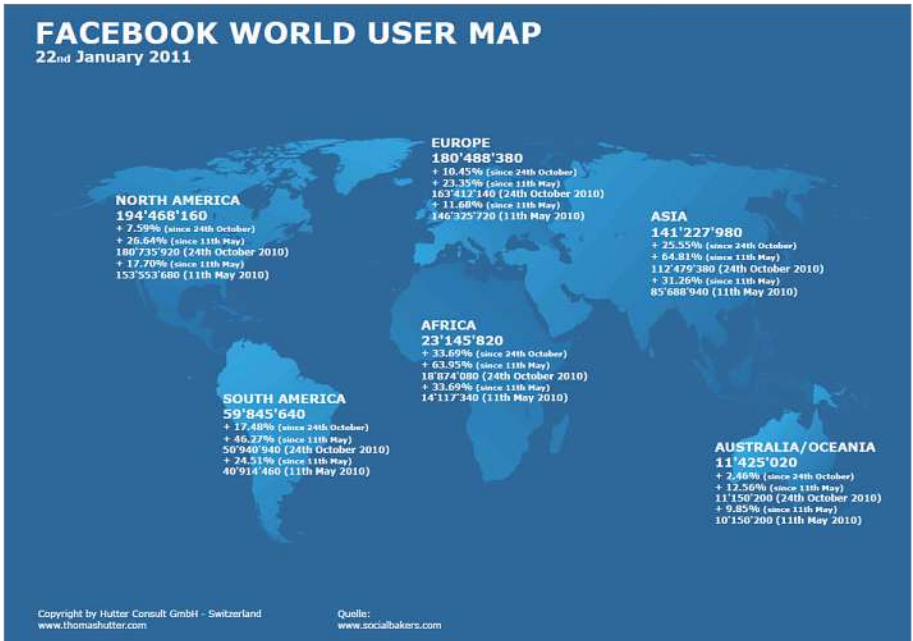 FACEBOOK WORLD USER MAP
22nd January 2011
EUROPE
180'488'380
+ 10.45% (since 24th October)
+ 23.35% (since 11th May)
163'412'140 (24th October 2010)
+ 11.68% (since 11th May)
146'325'720 (11th May 2010)
NORTH AMERICA
194'468'160
+ 7.59% (since 24th October)
+ 26.64% (since 11th May)
180'735'920 (24th October 2010)
+ 17.70% (since 11th May)
153'553'680 (11th May 2010)
ASIA
141'227'980
+ 25.55% (since 24th October)
+ 64.81% (since 11th May)
112'479'380 (24th October 2010)
+ 31.26% (since 11th May)
85'688'940 (11th May 2010)
AFRICA
23'145'820
+ 33.69% (since 24th October)
+ 63.95% (since 11th May)
18'874'080 (24th October 2010)
+ 33.69% (since 11th May)
14'117'340 (11th May 2010)
SOUTH AMERICA
59'845'640
+ 17.48% (since 24th October)
+ 46.27% (since 11th May)
50'940'940 (24th October 2010)
+ 24.51% (since 11th May)
40'914'460 (11th May 2010)
AUSTRALIA/OCEANIA
11'425'020
+ 2.46% (since 24th October)
+ 12.56% (since 11th May)
11'150'200 (24th October 2010)
+ 9.85% (since 11th May)
10'150'200 (11th May 2010)
Copyright by Hutter Consult GmbH - Switzerland
www.thomashutter.com
Quelle:
www.socialbakers.com